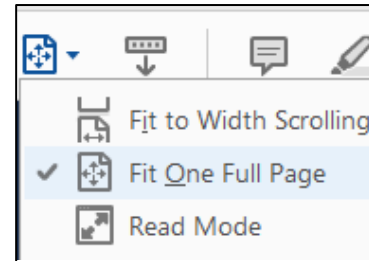 Fit to Width Scrolling
Fit One Full Page
Read Mode